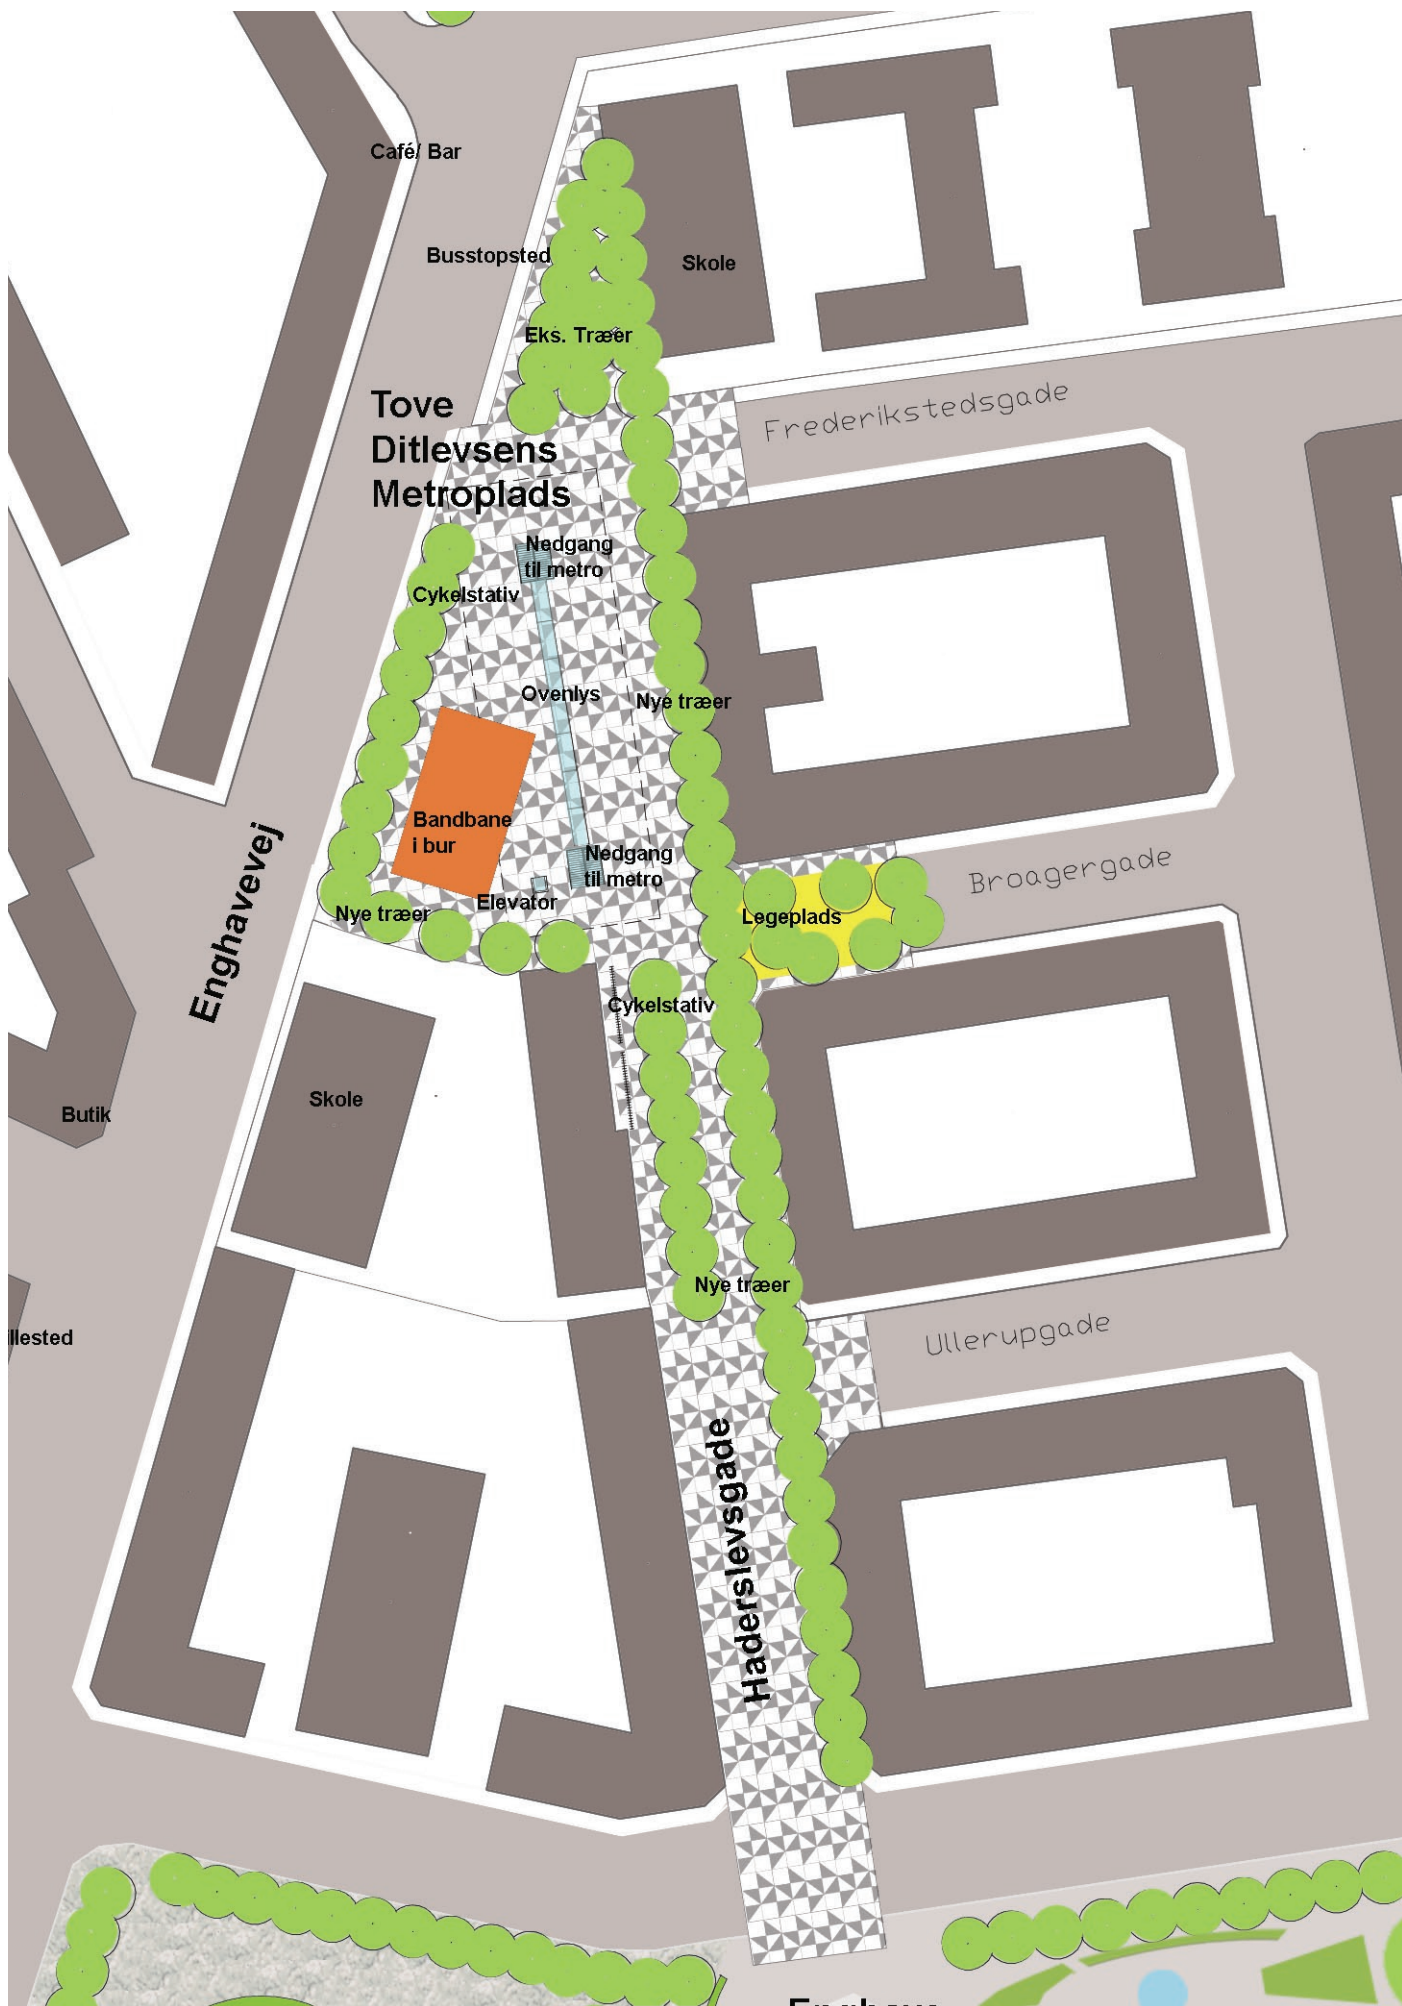 Café/ Bar
Busstopsted
Skole
Eks. Træer
Tove
Ditlevsens
Metroplads
Frederikstedsgade
Nedgang
til metro
Cykelstativ
Ovenlys
Nye træer
Bandbane
i bur
Nedgang
til metro
Elevator
Nye træer
Legeplads
Broagergade
Enghavevej
Cykelstativ
Skole
Butik
Nye træer
Ullerupgade
llested
Haderslevsgade